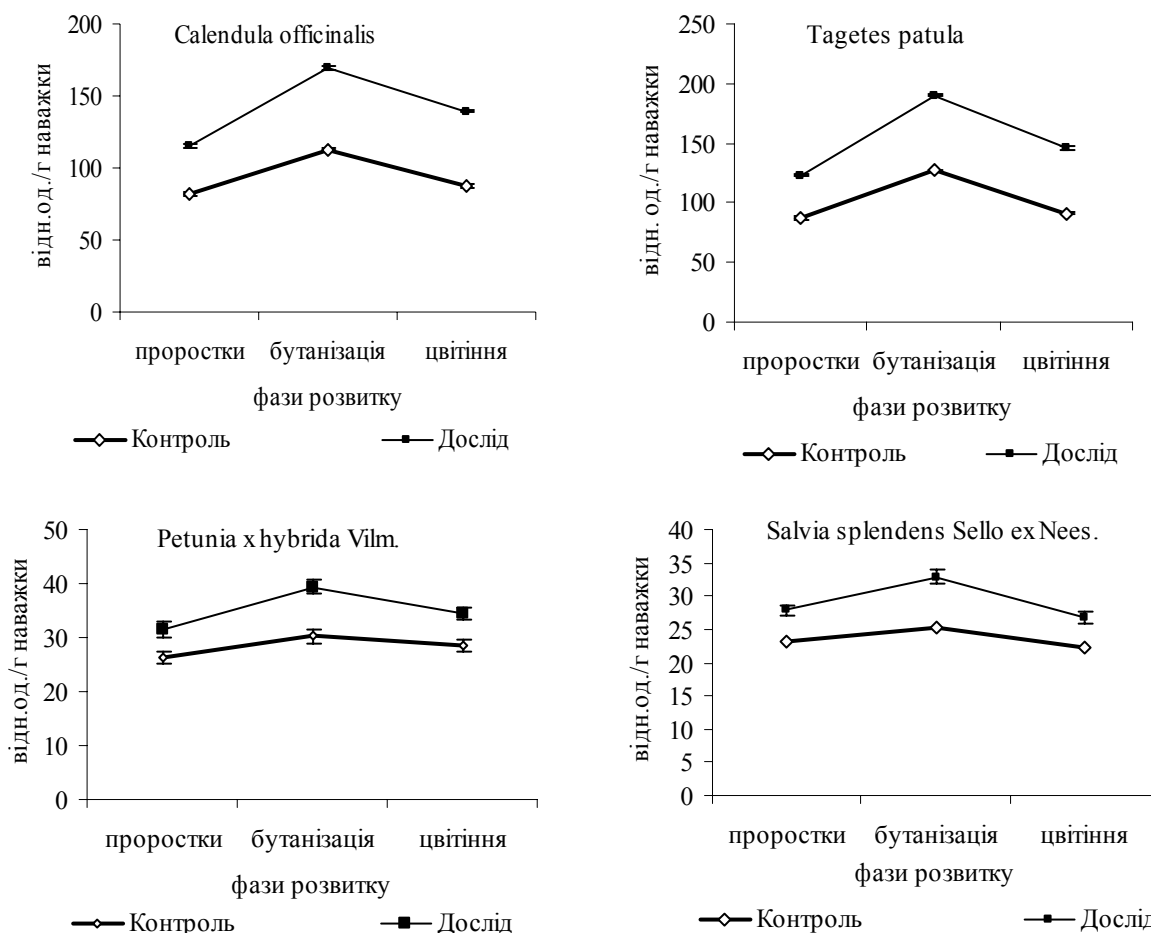 Calendula officinalis
200
150
100
50
0
відн.од./г наважки
проростки бутанізація цвітіння
фази розвитку
Контроль Дослід
Tagetes patula
250
200
150
100
50
0
відн. од./г наважки
проростки бутанізація цвітіння
фази розвитку
Контроль Дослід
Petunia x hybrida Vilm.
50
40
30
20
10
0
відн.од./г наважки
проростки бутанізація цвітіння
фази розвитку
Контроль Дослід
Salvia splendens Sello ex Nees.
40
35
30
25
20
15
10
5
0
відн.од./г наважки
проростки бутанізація цвітіння
фази розвитку
Контроль Дослід